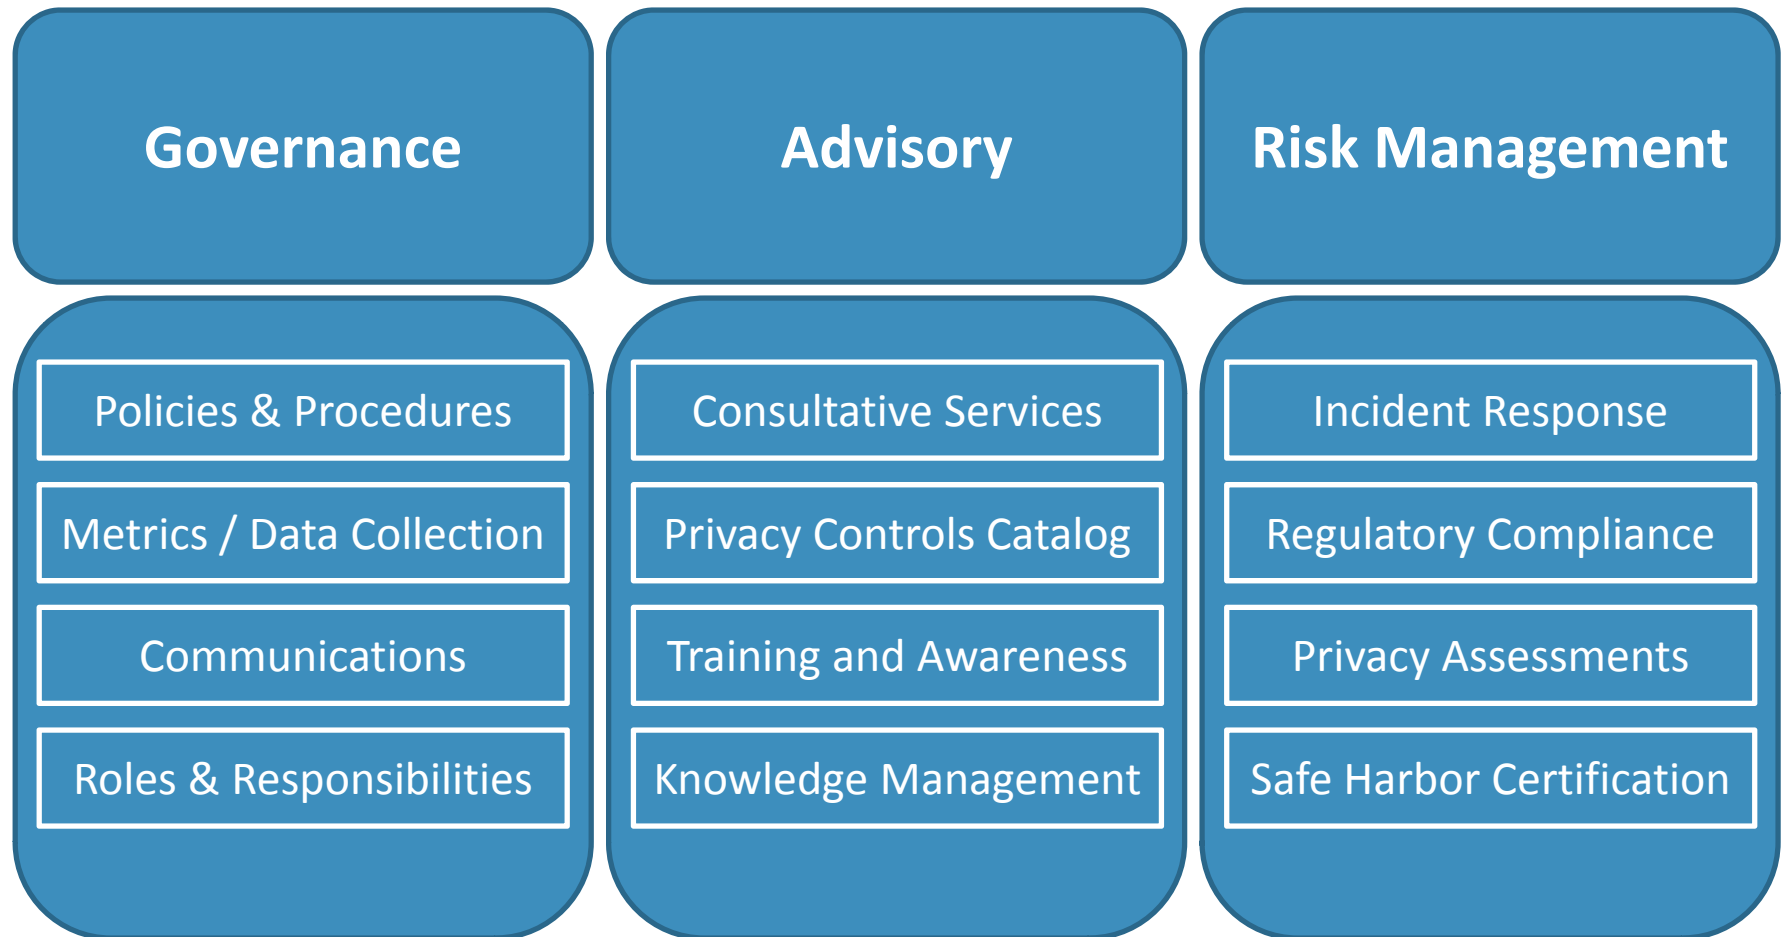 Governance
Advisory
Risk Management
Policies & Procedures
Metrics / Data Collection
Communications
Roles & Responsibilities
Consultative Services
Privacy Controls Catalog
Training and Awareness
Knowledge Management
Incident Response
Regulatory Compliance
Privacy Assessments
Safe Harbor Certification